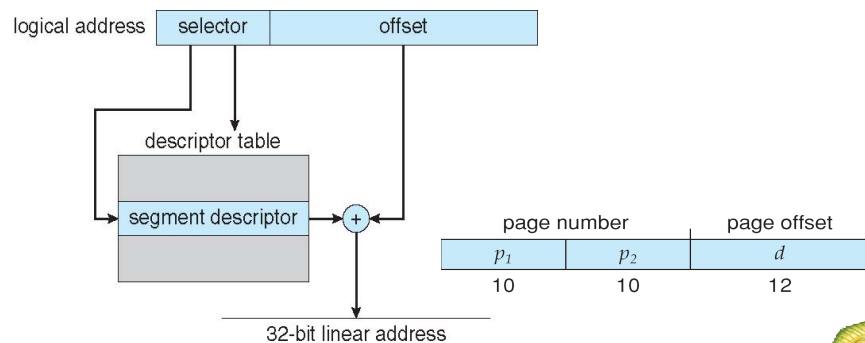 logical address selector offset
descriptor table
segment descriptor +
page number page offset
p1 p2 d
10 10 12
32-bit linear address